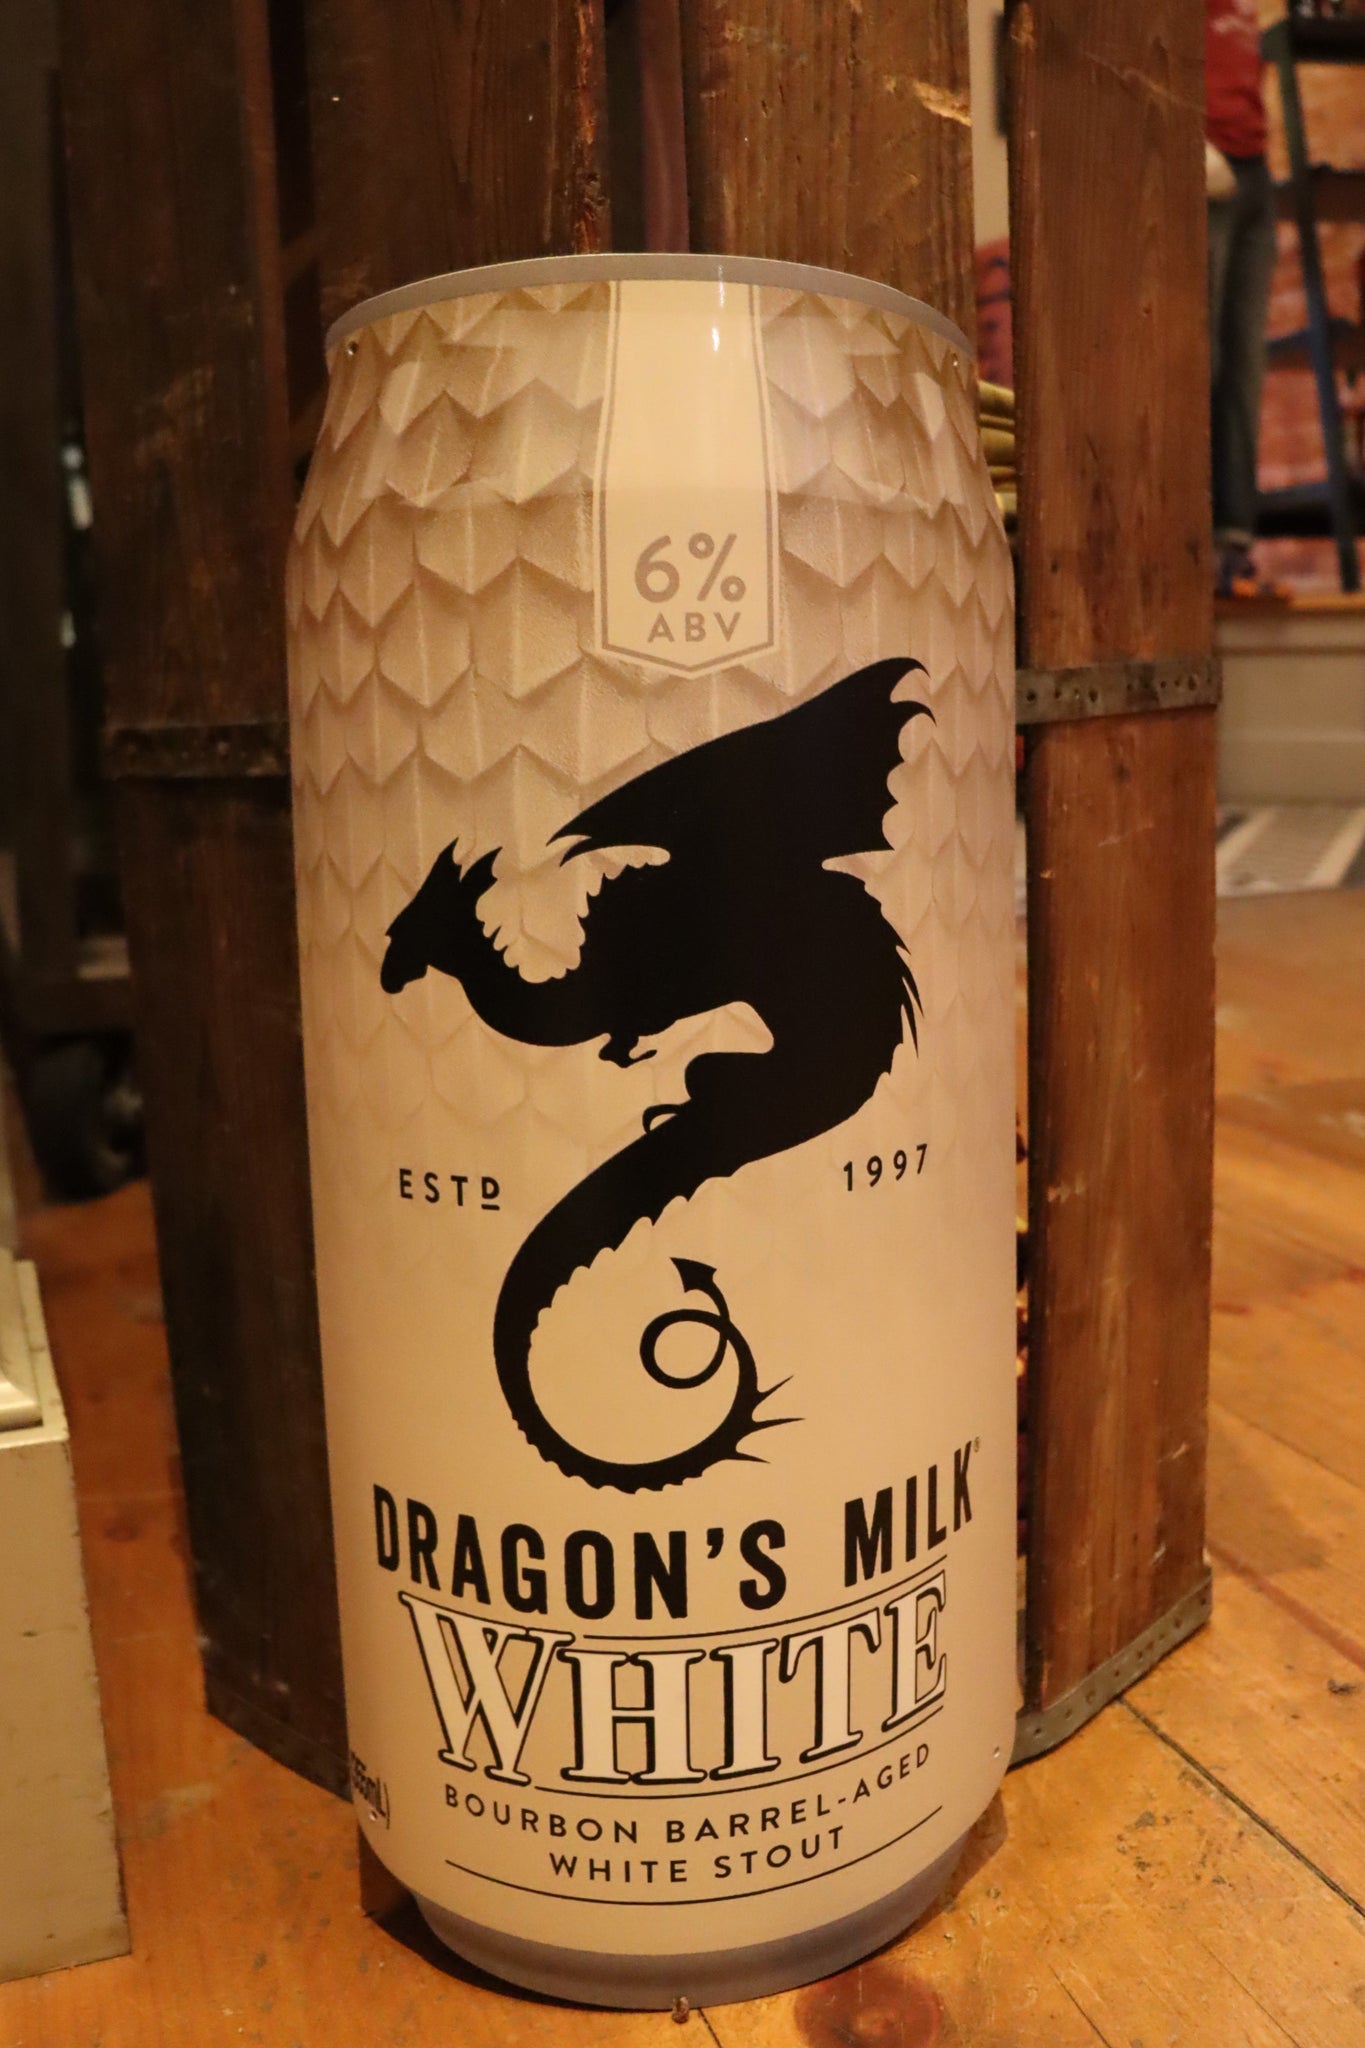 6%
ABV
ESTD
1997
DRAGON'S MILK®
WHITE
BOURBON BARREL-AGED
WHITE STOUT